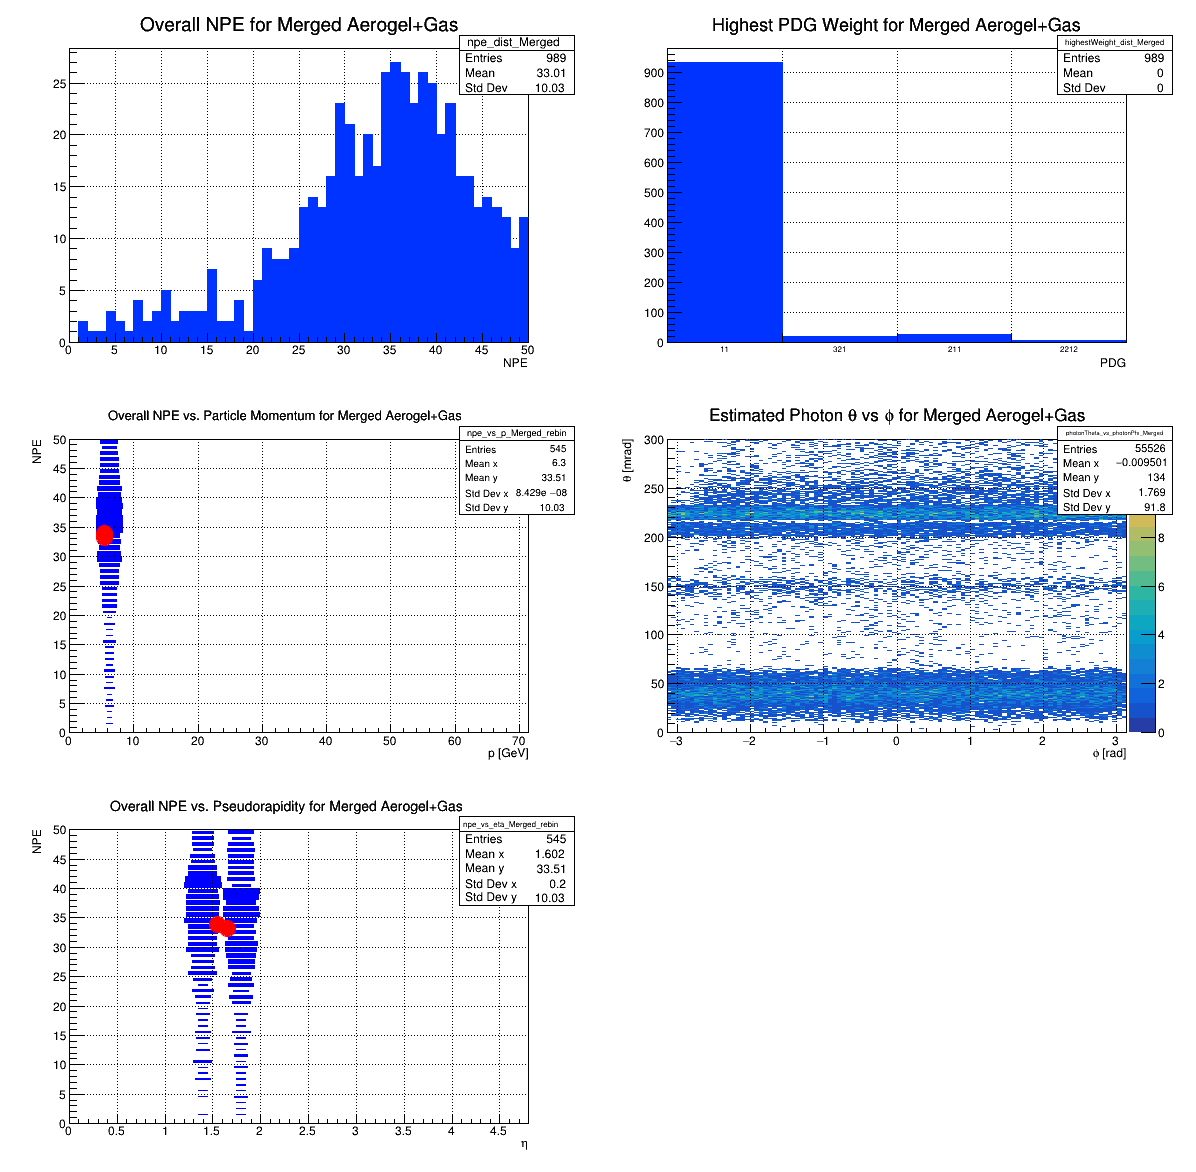 Overall NPE for Merged Aerogel+Gas
npe_dist_Merged
Entries 989
Mean 33.01
Std Dev 10.03
25
20
15
10
5
0
0 5 10 15 20 25 30 35 40 45 50
NPE
Highest PDG Weight for Merged Aerogel+Gas
highestWeight_dist_Merged
Entries 989
Mean 0
Std Dev 0
900
800
700
600
500
400
300
200
100
0
11 321 211 2212
PDG
Overall NPE vs. Particle Momentum for Merged Aerogel+Gas
npe_vs_p_Merged_rebin
Entries 545
Mean x 6.3
Mean y 33.51
Std Dev x 8.429e −08
Std Dev y 10.03
NPE
50
45
40
35
30
25
20
15
10
5
0
0 10 20 30 40 50 60 70
p [GeV]
Estimated Photon θ vs ϕ for Merged Aerogel+Gas
photonTheta_vs_photonPhi_Merged
Entries 55526
Mean x −0.009501
Mean y 134
Std Dev x 1.769
Std Dev y 91.8
θ [mrad]
300
250
200
150
100
50
0
−3 −2 −1 0 1 2 3
ϕ [rad]
8
6
4
2
0
Overall NPE vs. Pseudorapidity for Merged Aerogel+Gas
npe_vs_eta_Merged_rebin
Entries 545
Mean x 1.602
Mean y 33.51
Std Dev x 0.2
Std Dev y 10.03
NPE
50
45
40
35
30
25
20
15
10
5
0
0 0.5 1 1.5 2 2.5 3 3.5 4 4.5
η